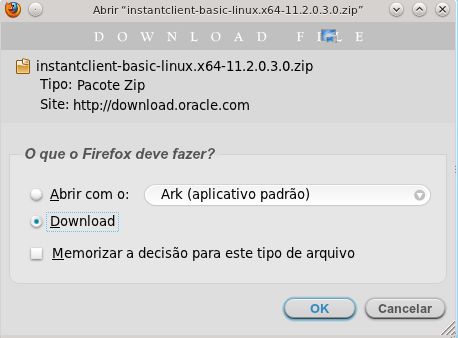 Abrir “instantclient-basic-linux.x64-11.2.0.3.0.zip”
DOWNLOAD FILE
instantclient-basic-linux.x64-11.2.0.3.0.zip
Tipo: Pacote Zip
Site: http://download.oracle.com
O que o Firefox deve fazer?
Abrir com o: Ark (aplicativo padrão)
Download
Memorizar a decisão para este tipo de arquivo
OK Cancelar